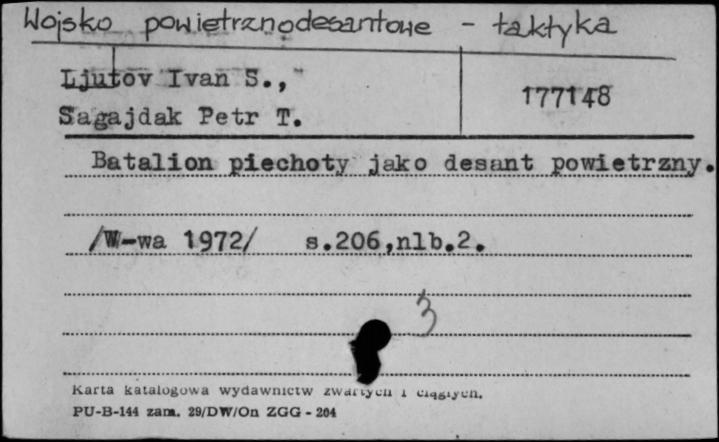 Wojsko powietrznodesantowe - taktyka
Ljutov Ivan S.,
177148
Sagajdak Petr T.
Batalion piechoty jako desant powietrzny.
/W-wa 1972/ s.206,nlb.2.
3
Karta katalogowa wydawnictw zwartych i ciągłych.
PU-B-144 zam. 29/DW/On ZGG - 204